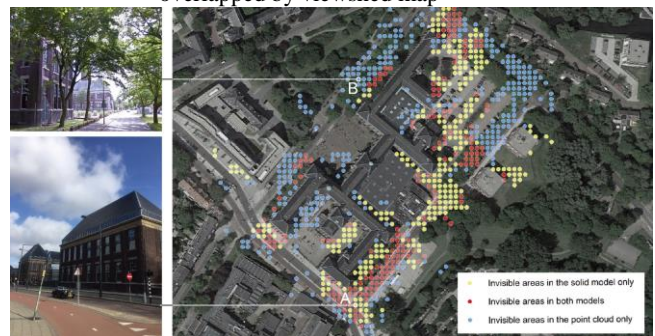 overlapped by viewshed map
B
A
Invisible areas in the solid model only
Invisible areas in both models
Invisible areas in the point cloud only